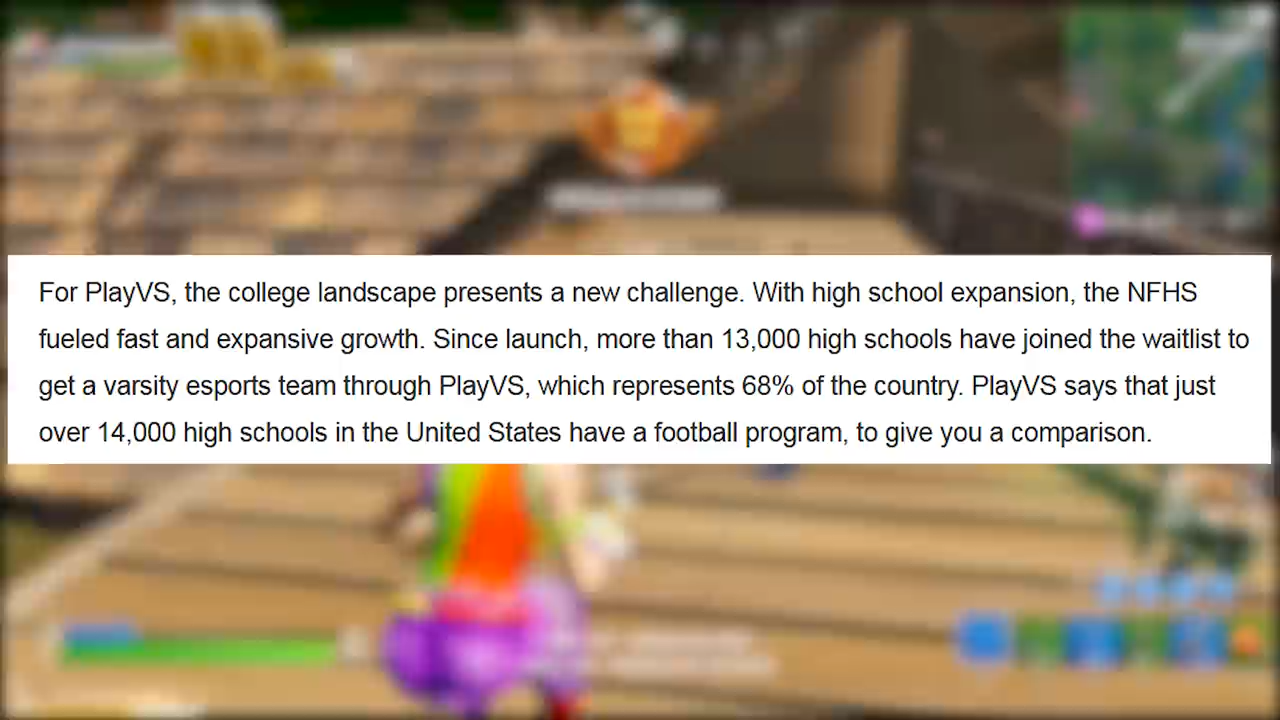 For PlayVS, the college landscape presents a new challenge. With high school expansion, the NFHS
fueled fast and expansive growth. Since launch, more than 13,000 high schools have joined the waitlist to
get a varsity esports team through PlayVS, which represents 68% of the country. PlayVS says that just
over 14,000 high schools in the United States have a football program, to give you a comparison.